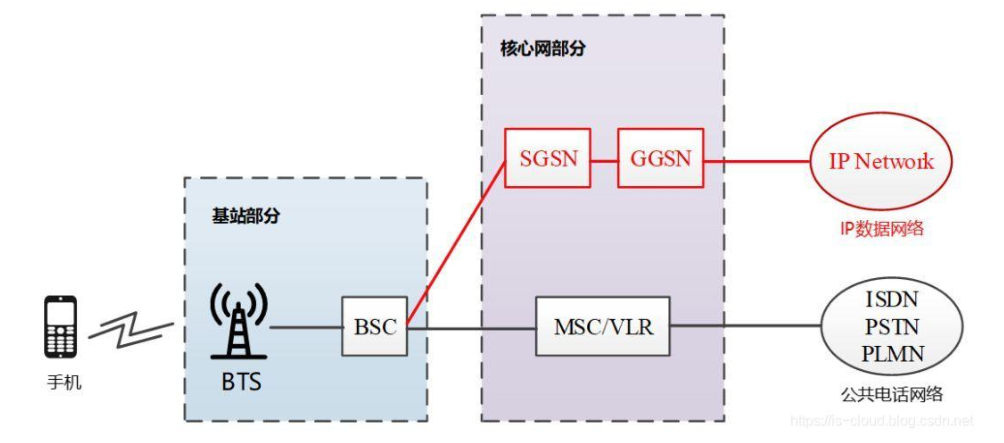 核心网部分
SGSN
GGSN
IP Network
IP数据网络
基站部分
手机
BTS
BSC
MSC/VLR
ISDN
PSTN
PLMN
公共电话网络
https://is-cloud.blog.csdn.net